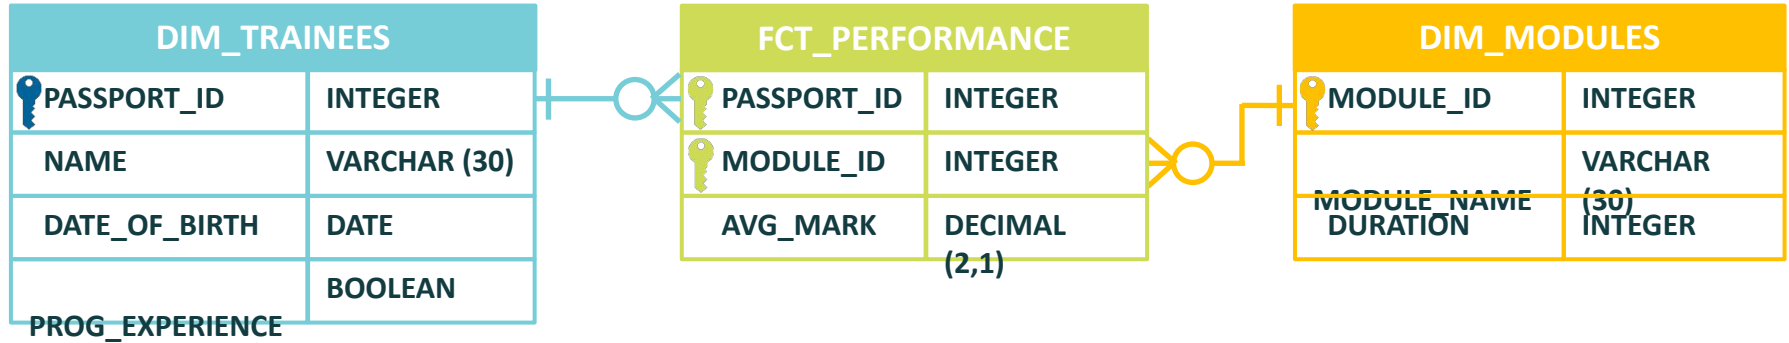 DIM_TRAINEES
PASSPORT_ID INTEGER
NAME VARCHAR (30)
DATE_OF_BIRTH DATE
PROG_EXPERIENCE BOOLEAN
FCT_PERFORMANCE
PASSPORT_ID INTEGER
MODULE_ID INTEGER
AVG_MARK DECIMAL
(2,1)
DIM_MODULES
MODULE_ID INTEGER
MODULE_NAME VARCHAR
(30)
DURATION INTEGER